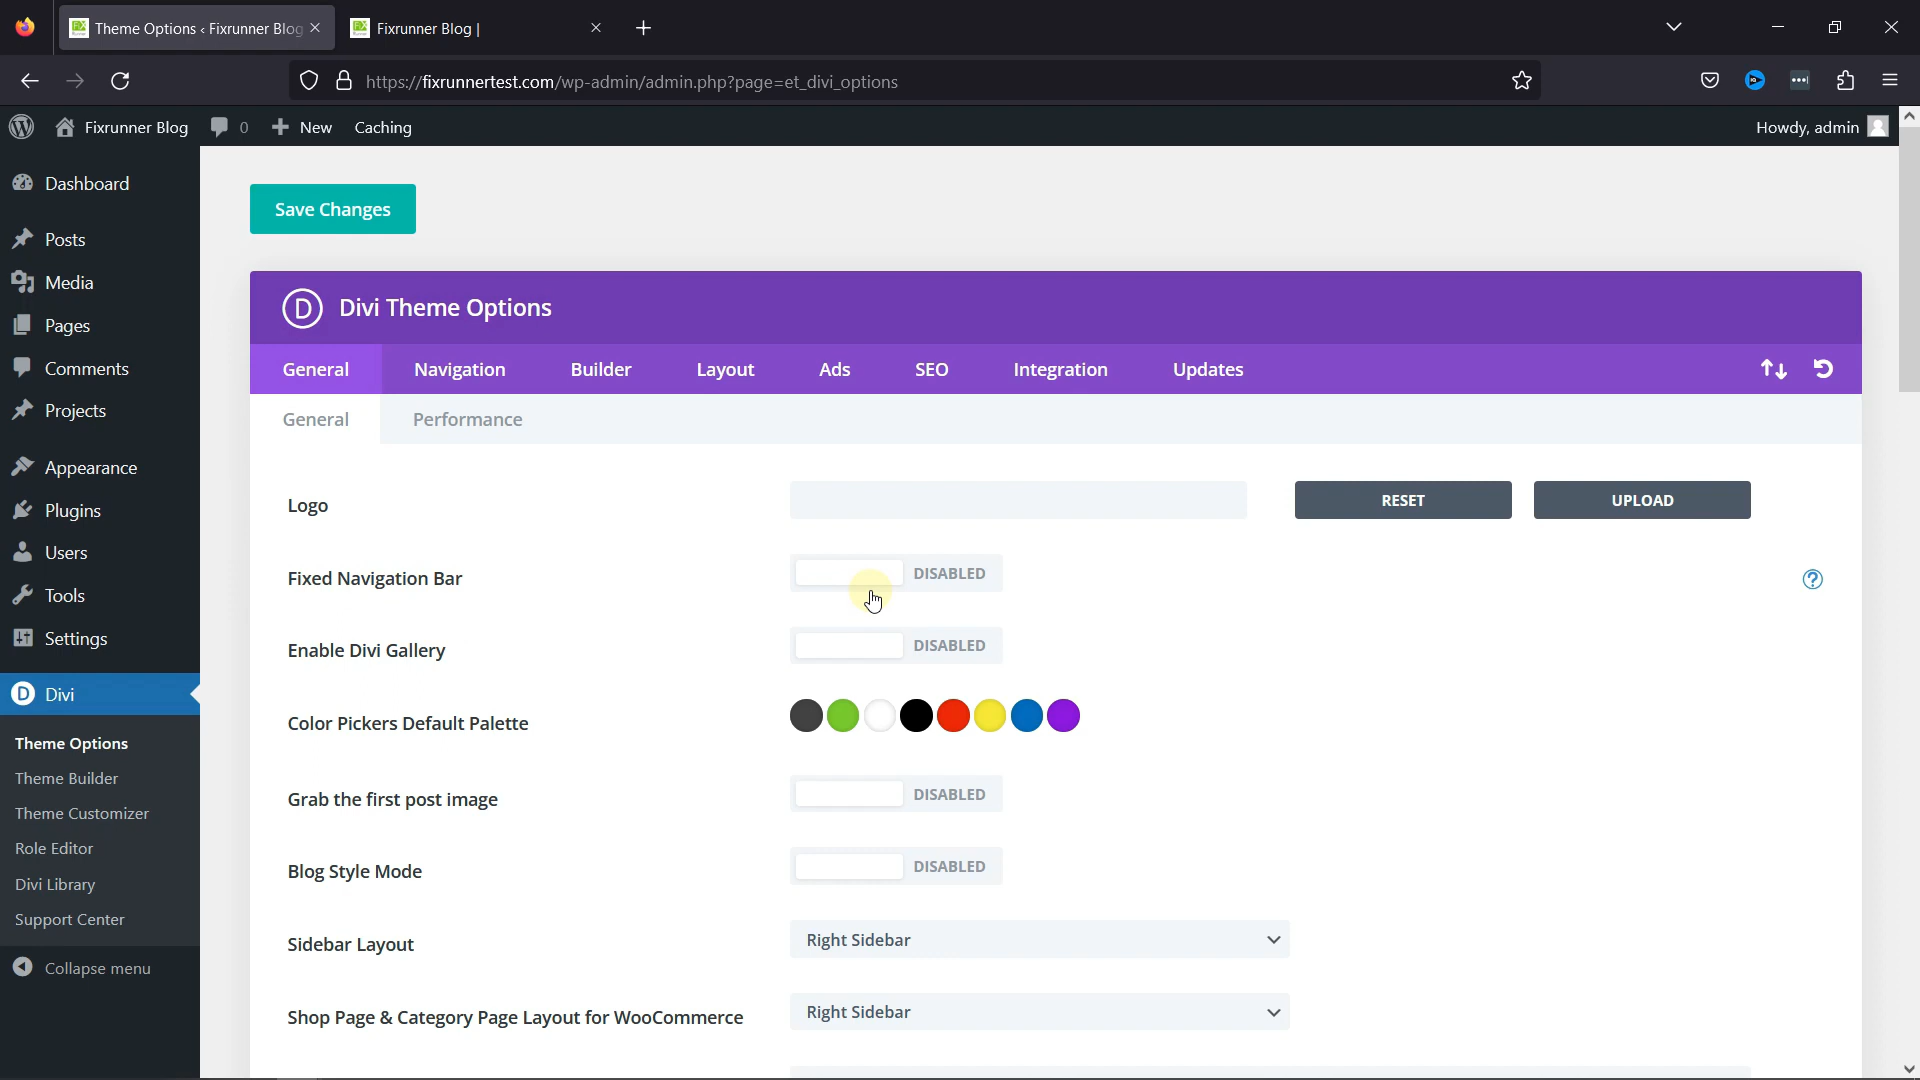 Theme Options ‹ Fixrunner Blog
Fixrunner Blog |
https://fixrunnertest.com/wp-admin/admin.php?page=et_divi_options
Fixrunner Blog 0 New Caching Howdy, admin
Dashboard
Posts
Media
Pages
Comments
Projects
Appearance
Plugins
Users
Tools
Settings
Divi
Theme Options
Theme Builder
Theme Customizer
Role Editor
Divi Library
Support Center
Collapse menu
Save Changes
D Divi Theme Options
General Navigation Builder Layout Ads SEO Integration Updates
General Performance
Logo RESET UPLOAD
Fixed Navigation Bar DISABLED ?
Enable Divi Gallery DISABLED
Color Pickers Default Palette
Grab the first post image DISABLED
Blog Style Mode DISABLED
Sidebar Layout Right Sidebar
Shop Page & Category Page Layout for WooCommerce Right Sidebar